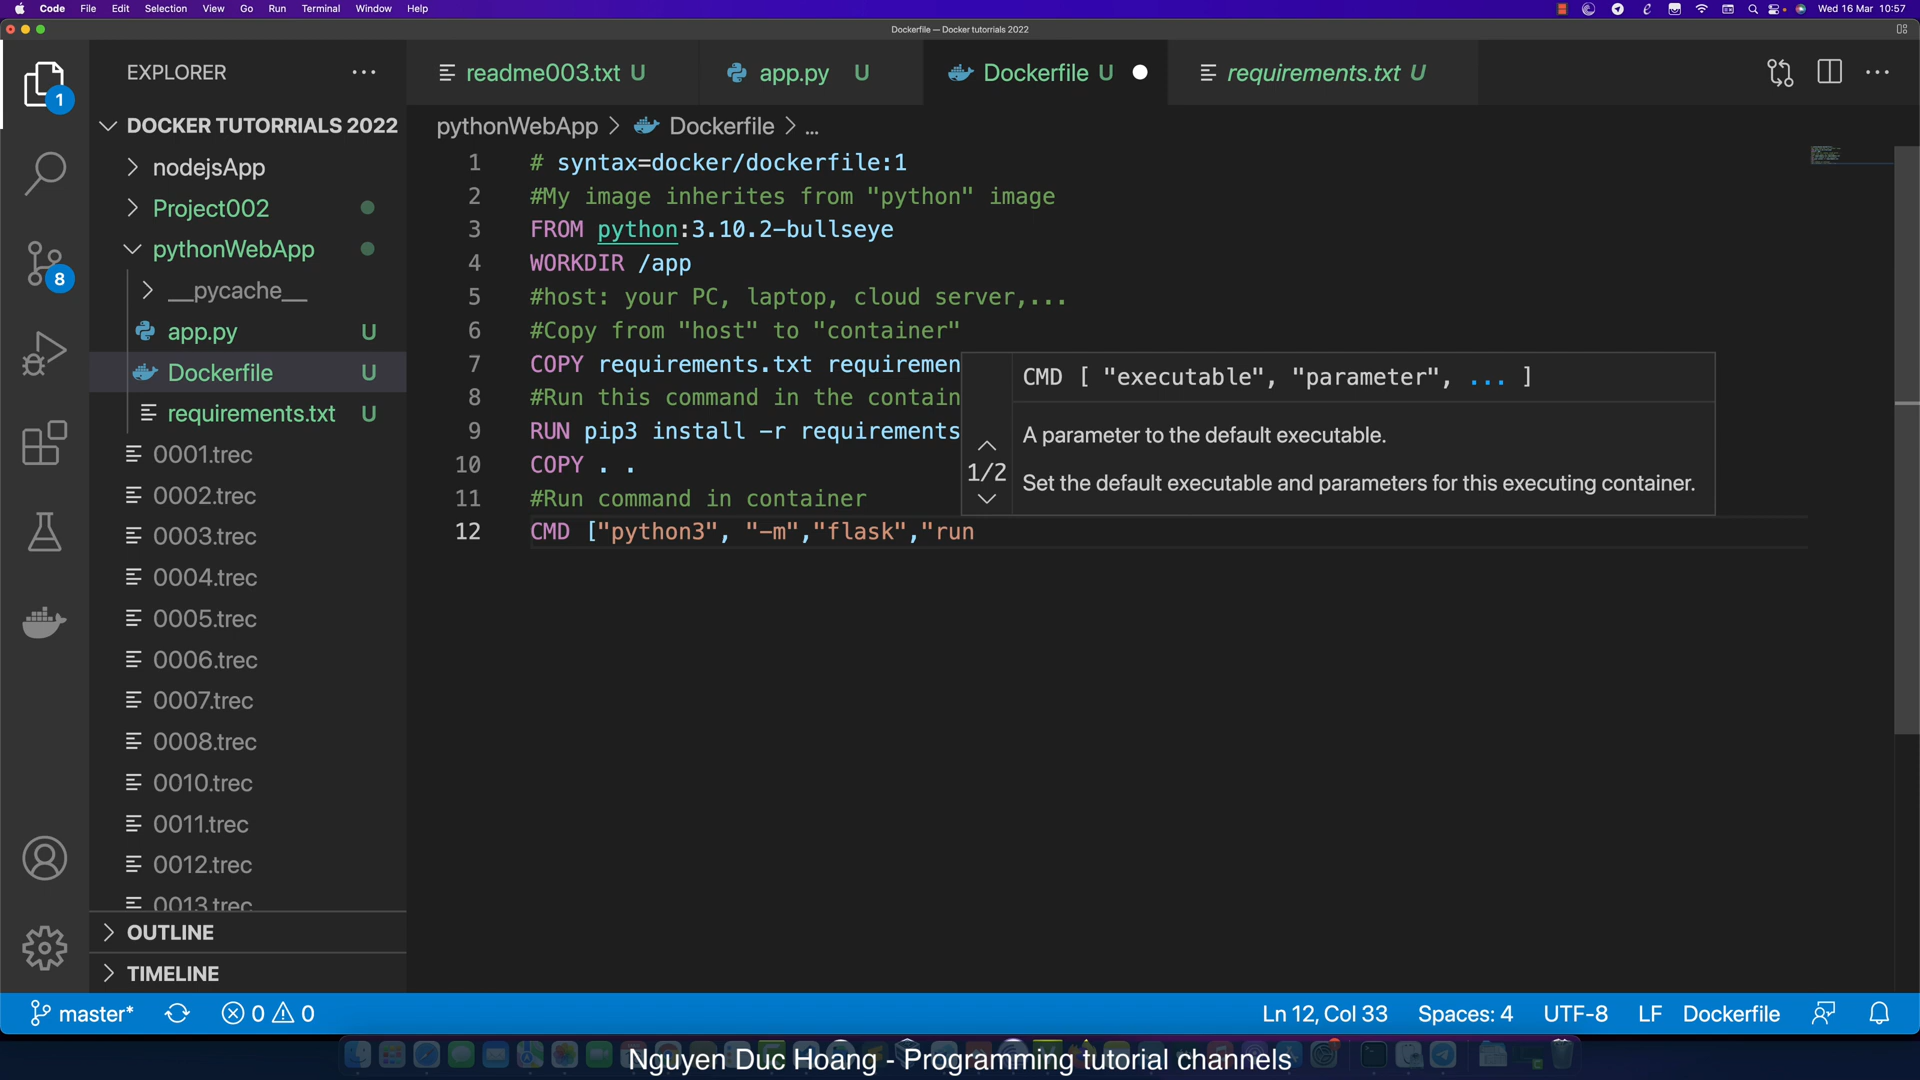 Code File Edit Selection View Go Run Terminal Window Help
Wed 16 Mar 10:57
Dockerfile — Docker tutorrials 2022
EXPLORER
readme003.txt U
app.py U
Dockerfile U
requirements.txt U
1
DOCKER TUTORRIALS 2022
pythonWebApp > Dockerfile > ...
nodejsApp
Project002
pythonWebApp
8
__pycache__
app.py U
Dockerfile U
requirements.txt U
0001.trec
0002.trec
0003.trec
0004.trec
0005.trec
0006.trec
0007.trec
0008.trec
0010.trec
0011.trec
0012.trec
0013.trec
OUTLINE
TIMELINE
1 # syntax=docker/dockerfile:1
2 #My image inherites from "python" image
3 FROM python:3.10.2-bullseye
4 WORKDIR /app
5 #host: your PC, laptop, cloud server,...
6 #Copy from "host" to "container"
7 COPY requirements.txt requiremen
8 #Run this command in the contain
9 RUN pip3 install -r requirements
10 COPY . .
11 #Run command in container
12 CMD ["python3", "-m","flask","run
CMD [ "executable", "parameter", ... ]
A parameter to the default executable.
1/2
Set the default executable and parameters for this executing container.
master* 0 0 Ln 12, Col 33 Spaces: 4 UTF-8 LF Dockerfile
Nguyen Duc Hoang - Programming tutorial channels